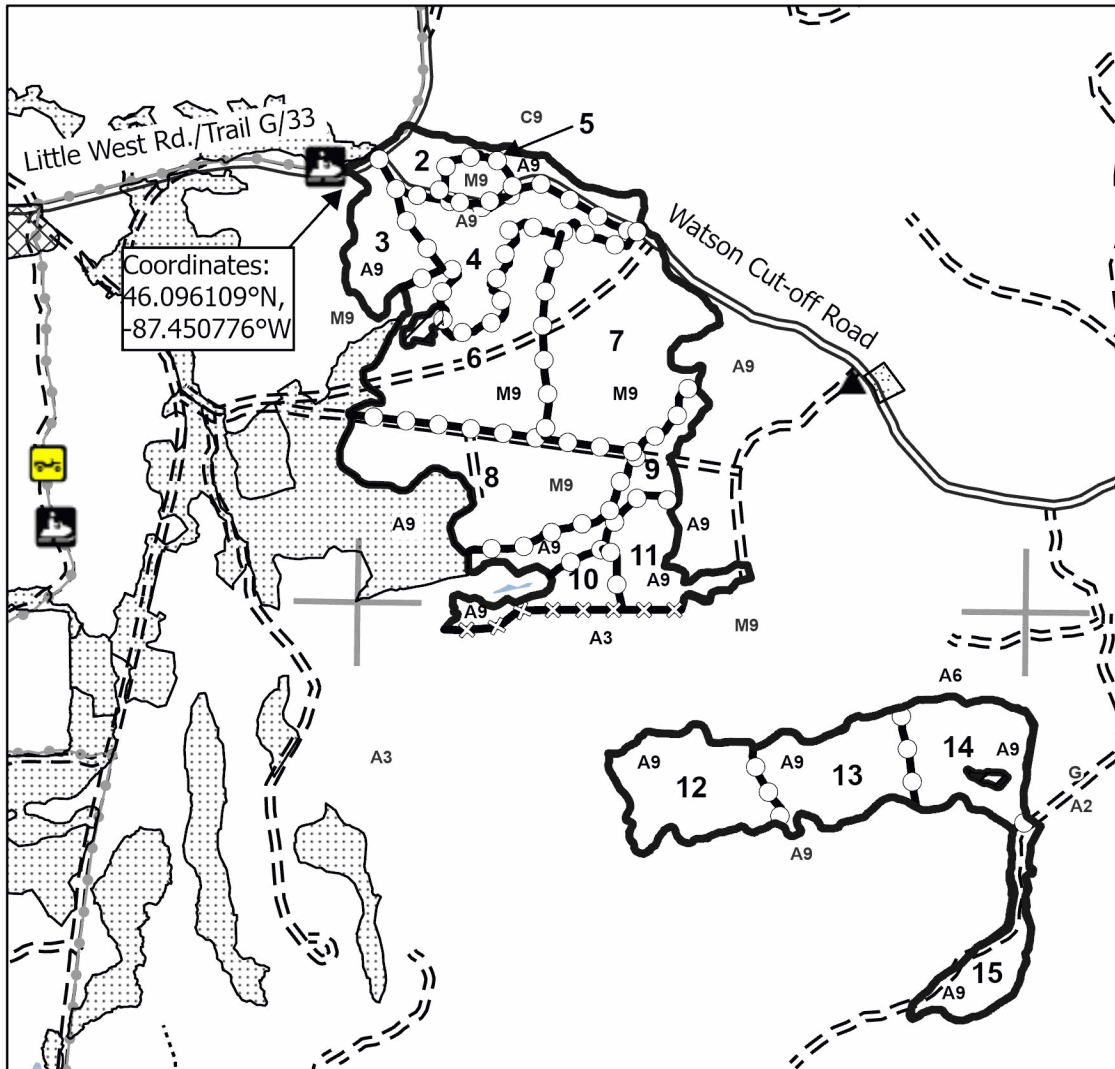 C9
5
Little West Rd./Trail G/33
2
A9
M9
A9
3
A9
4
Watson Cut-off Road
Coordinates:
46.096109°N,
-87.450776°W
M9
6
7
A9
M9
M9
9
8
M9
A9
A9
A9
11
10
A9
A9
A3
M9
A6
A3
A9
A9
14
A9
12
13
G
A2
A9
15
A9